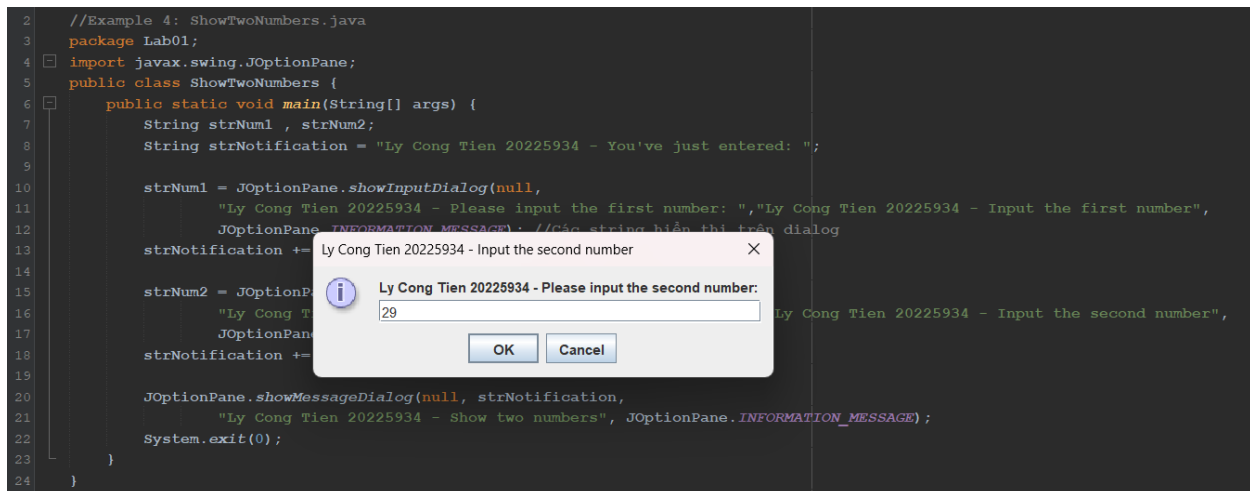 2 //Example 4: ShowTwoNumbers.java
3 package Lab01;
4 import javax.swing.JOptionPane;
5 public class ShowTwoNumbers {
6 public static void main(String[] args) {
7 String strNum1 , strNum2;
8 String strNotification = "Ly Cong Tien 20225934 - You've just entered: ";
9
10 strNum1 = JOptionPane.showInputDialog(null,
11 "Ly Cong Tien 20225934 - Please input the first number: ","Ly Cong Tien 20225934 - Input the first number",
12 JOptionPane.INFORMATION_MESSAGE); //Các string hiển thị trên dialog
13 strNotification +=
14
15 strNum2 = JOptionP
16 "Ly Cong T Ly Cong Tien 20225934 - Input the second number",
17 JOptionPan
18 strNotification +=
19
20 JOptionPane.showMessageDialog(null, strNotification,
21 "Ly Cong Tien 20225934 - Show two numbers", JOptionPane.INFORMATION_MESSAGE);
22 System.exit(0);
23 }
24 }
Ly Cong Tien 20225934 - Input the second number
Ly Cong Tien 20225934 - Please input the second number:
29
OK Cancel